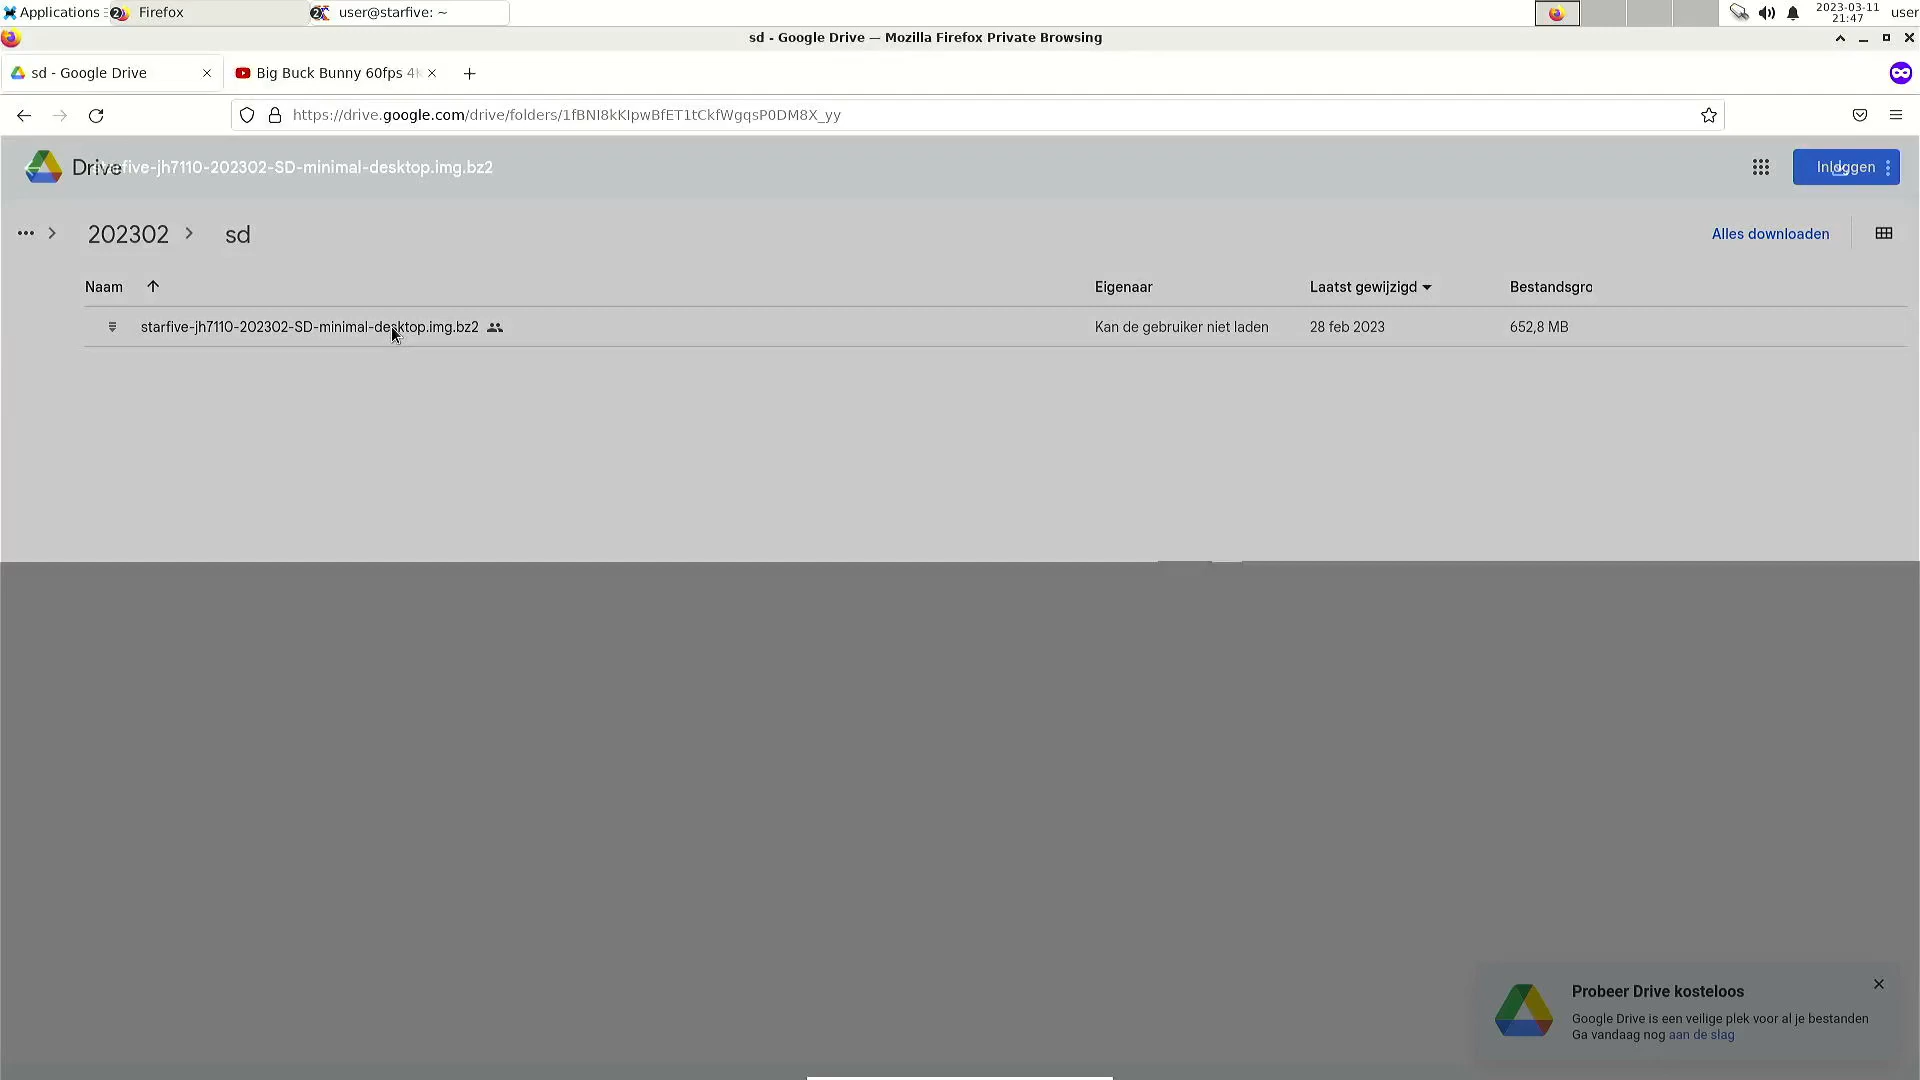 Applications Firefox user@starfive: ~ 2023-03-11 user
21:47
sd - Google Drive — Mozilla Firefox Private Browsing
sd - Google Drive Big Buck Bunny 60fps 4
https://drive.google.com/drive/folders/1fBNI8kKIpwBfET1tCkfWgqsP0DM8X_yy
Drive five-jh7110-202302-SD-minimal-desktop.img.bz2 Inloggen
202302 sd Alles downloaden
Naam Eigenaar Laatst gewijzigd Bestandsgro
starfive-jh7110-202302-SD-minimal-desktop.img.bz2 Kan de gebruiker niet laden 28 feb 2023 652,8 MB
Probeer Drive kosteloos
Google Drive is een veilige plek voor al je bestanden
Ga vandaag nog aan de slag